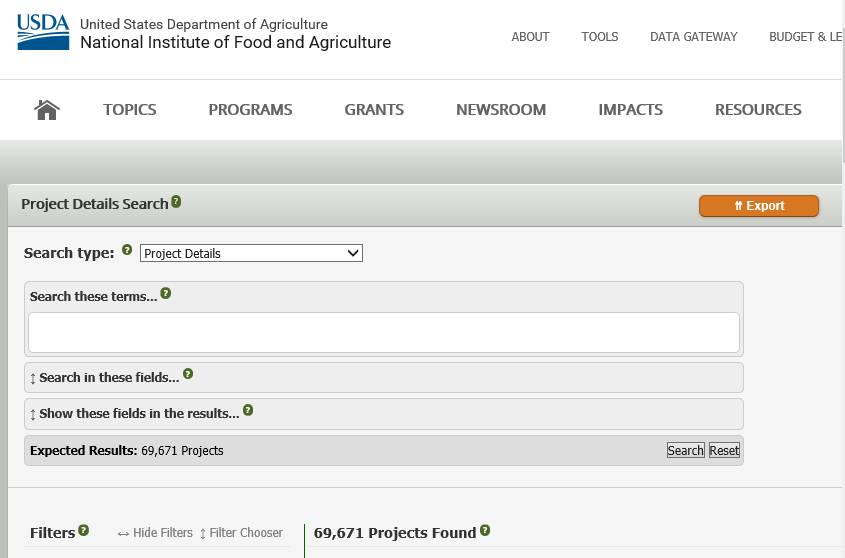 USDA
United States Department of Agriculture
National Institute of Food and Agriculture
ABOUT TOOLS DATA GATEWAY BUDGET & LE
TOPICS PROGRAMS GRANTS NEWSROOM IMPACTS RESOURCES
Project Details Search ?
⇈ Export
Search type: ? Project Details
Search these terms... ?
↕ Search in these fields... ?
↕ Show these fields in the results... ?
Expected Results: 69,671 Projects Search Reset
Filters ? ↔ Hide Filters ↕ Filter Chooser
69,671 Projects Found ?